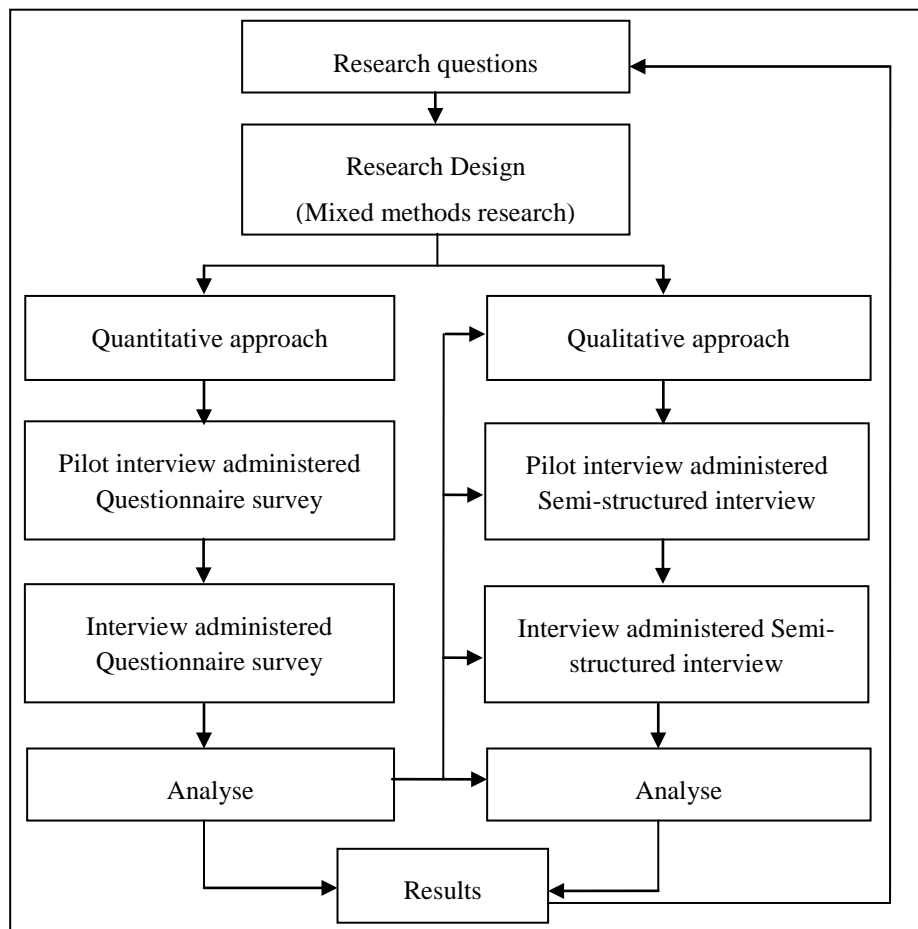 Research questions
Research Design
(Mixed methods research)
Quantitative approach
Qualitative approach
Pilot interview administered
Questionnaire survey
Pilot interview administered
Semi-structured interview
Interview administered
Questionnaire survey
Interview administered Semi-
structured interview
Analyse
Analyse
Results